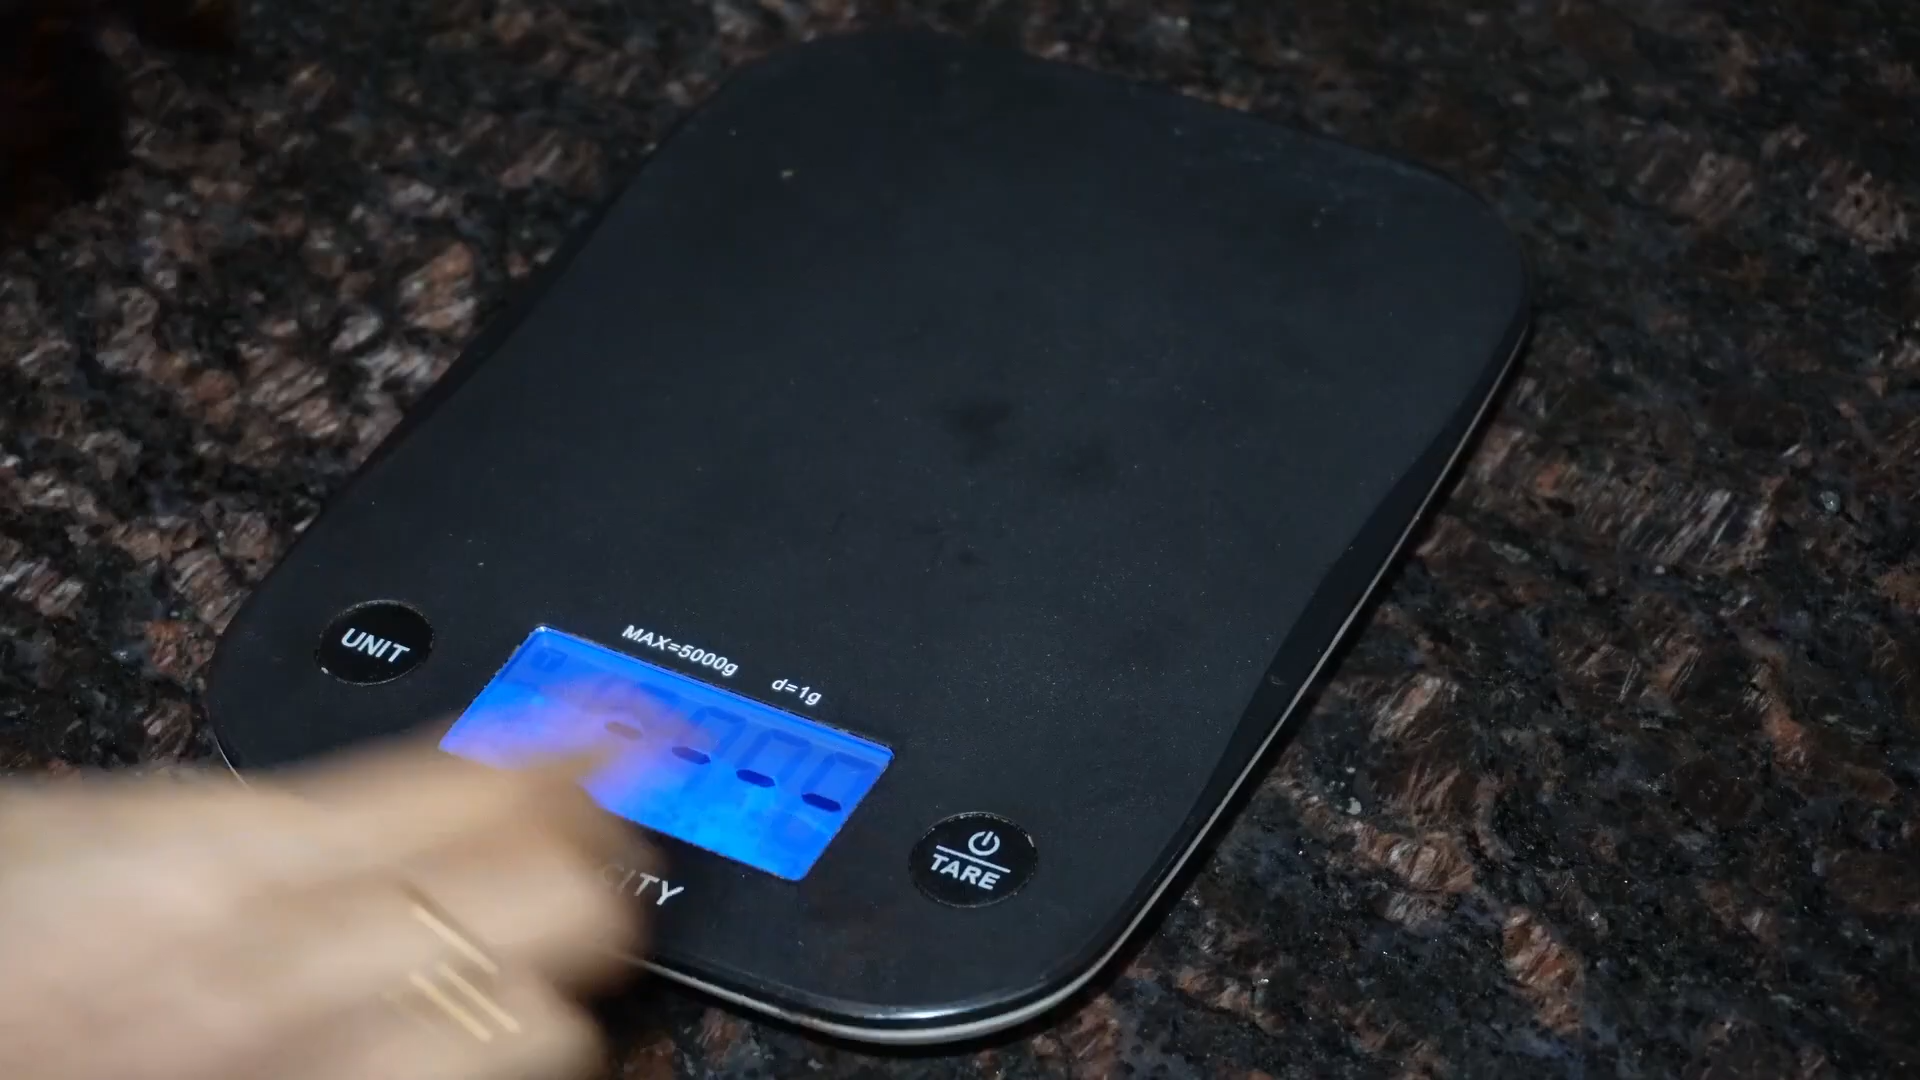 UNIT
MAX=5000g d=1g
----
TARE